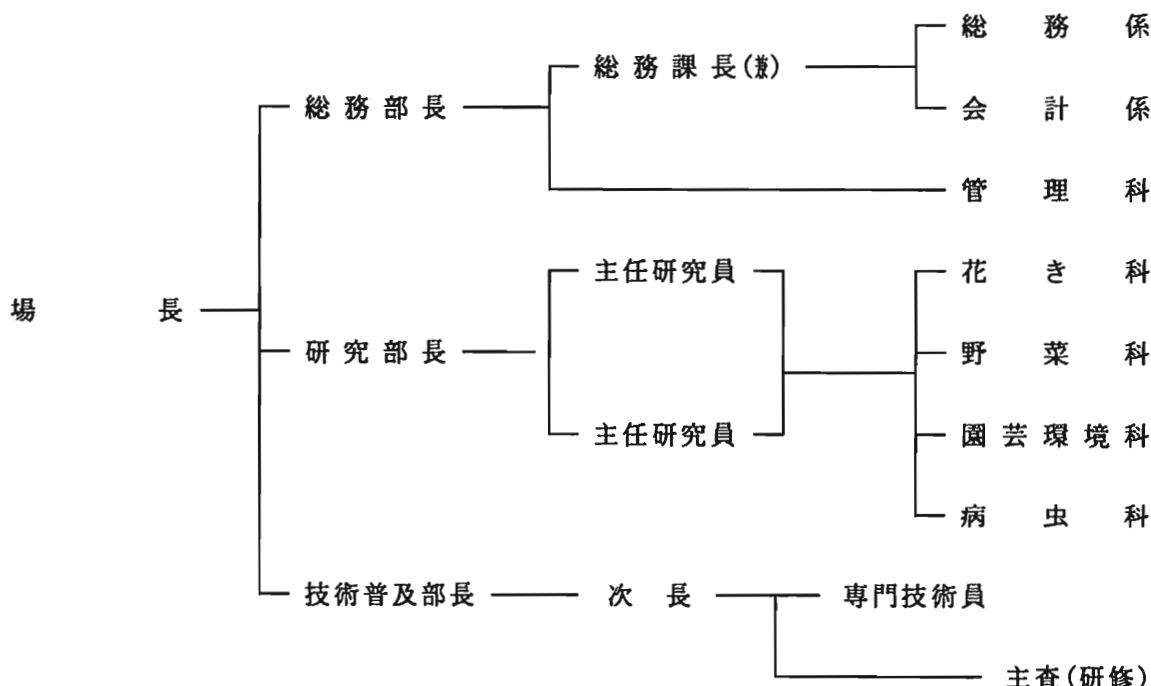 総務係
総務課長(兼)
総務部長
会計係
管理科
主任研究員
花き科
場長
研究部長
野菜科
主任研究員
園芸環境科
病虫科
技術普及部長
次長
専門技術員
主査(研修)